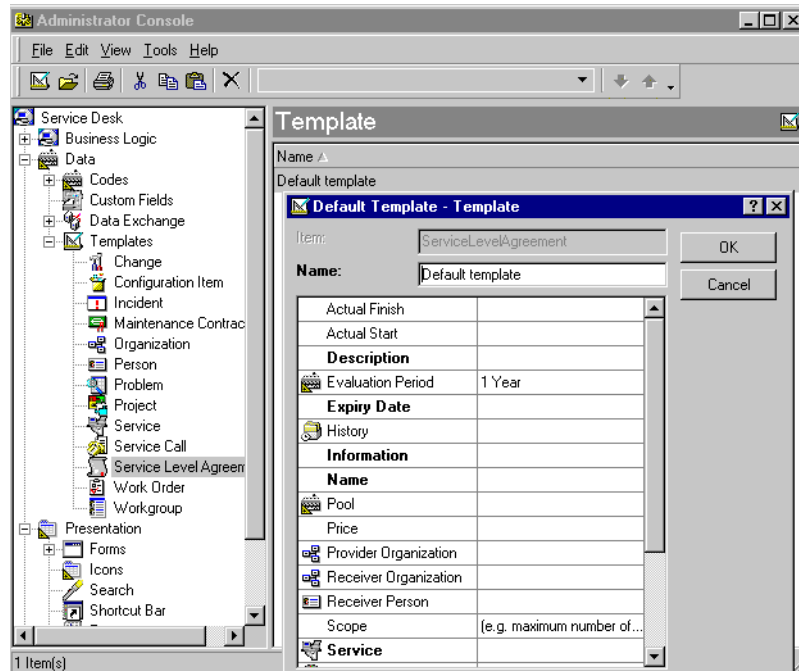 Administrator Console
File Edit View Tools Help
Service Desk
Business Logic
Data
Codes
Custom Fields
Data Exchange
Templates
Change
Configuration Item
Incident
Maintenance Contrac
Organization
Person
Problem
Project
Service
Service Call
Service Level Agreem
Work Order
Workgroup
Presentation
Forms
Icons
Search
Shortcut Bar
1 Item(s)
Template
Name
Default template
Default Template - Template
Item: ServiceLevelAgreement
Name: Default template
OK
Cancel
Actual Finish
Actual Start
Description
Evaluation Period 1 Year
Expiry Date
History
Information
Name
Pool
Price
Provider Organization
Receiver Organization
Receiver Person
Scope (e.g. maximum number of...
Service